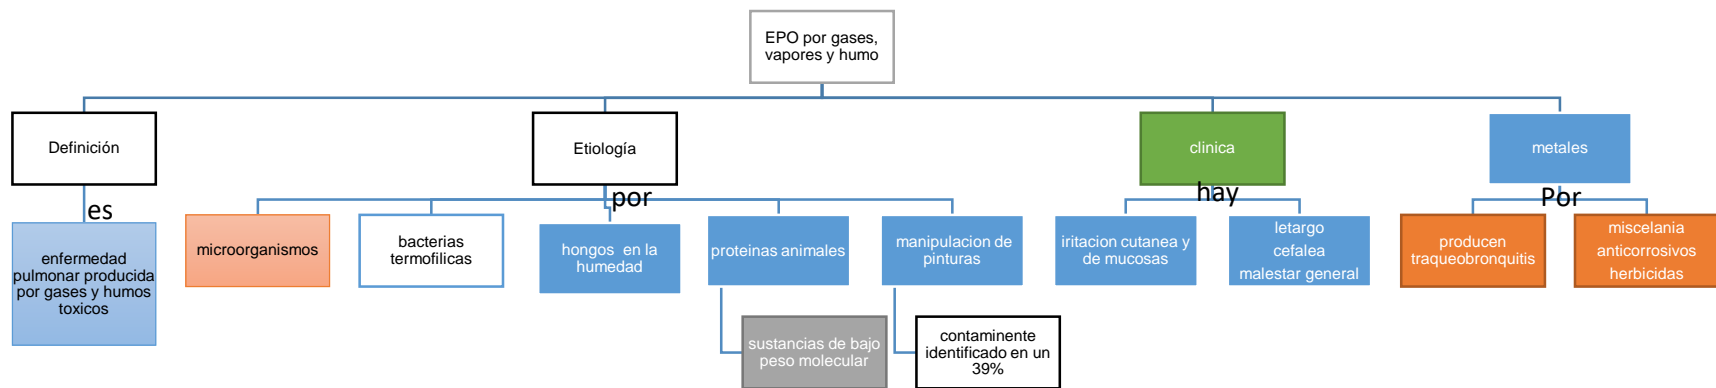 EPO por gases,
vapores y humo
Definición
Etiología
clinica
metales
es
por
hay
Por
enfermedad
pulmonar producida
por gases y humos
toxicos
microorganismos
bacterias
termofilicas
hongos en la
humedad
proteinas animales
manipulacion de
pinturas
iritacion cutanea y
de mucosas
letargo
cefalea
malestar general
producen
traqueobronquitis
miscelania
anticorrosivos
herbicidas
sustancias de bajo
peso molecular
contaminente
identificado en un
39%